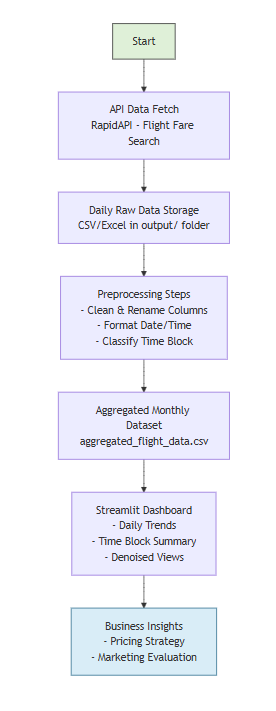 Start
API Data Fetch
RapidAPI - Flight Fare
Search
Daily Raw Data Storage
CSV/Excel in output/ folder
Preprocessing Steps
- Clean & Rename Columns
- Format Date/Time
- Classify Time Block
Aggregated Monthly
Dataset
aggregated_flight_data.csv
Streamlit Dashboard
- Daily Trends
- Time Block Summary
- Denoised Views
Business Insights
- Pricing Strategy
- Marketing Evaluation